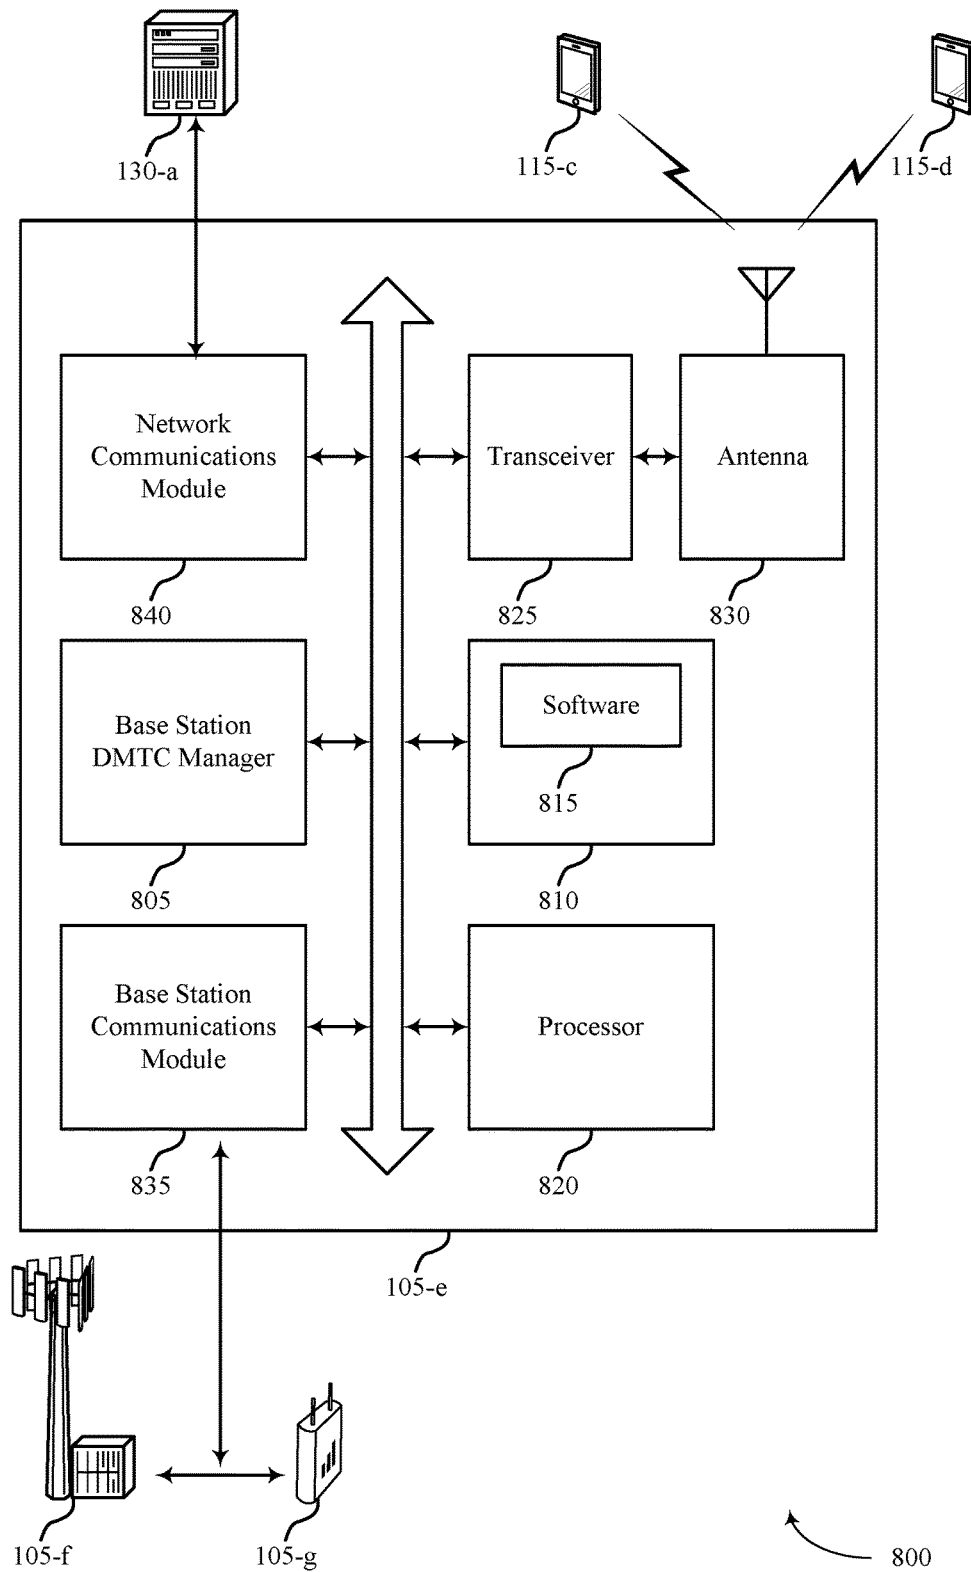 130-a
115-c
115-d
Network
Communications
Module
Transceiver
Antenna
840
825
830
Base Station
DMTC Manager
Software
815
805
810
Base Station
Communications
Module
Processor
835
820
105-e
105-f
105-g
800